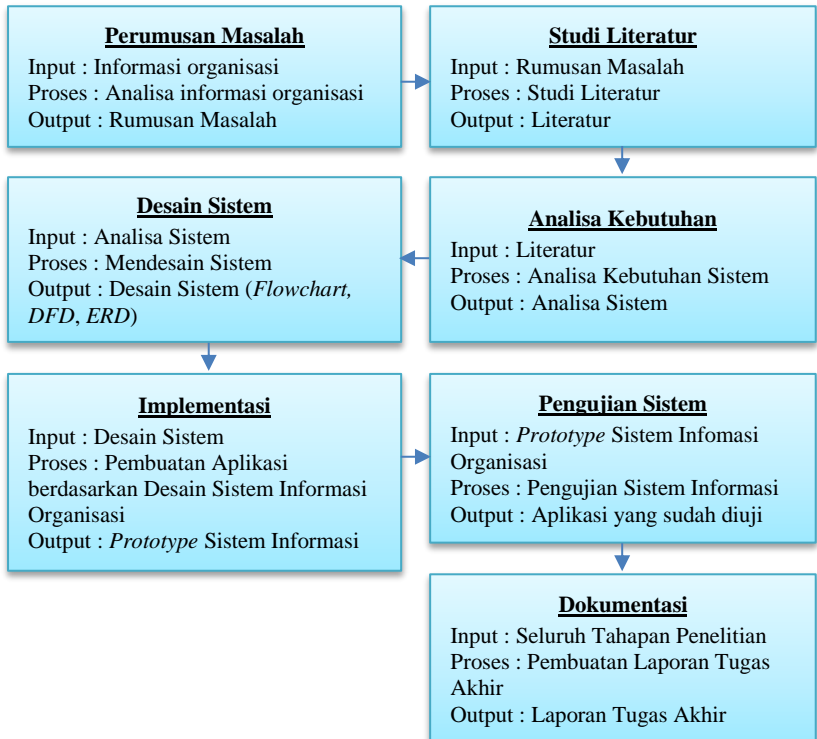 Perumusan Masalah
Input : Informasi organisasi
Proses : Analisa informasi organisasi
Output : Rumusan Masalah
Studi Literatur
Input : Rumusan Masalah
Proses : Studi Literatur
Output : Literatur
Analisa Kebutuhan
Input : Literatur
Proses : Analisa Kebutuhan Sistem
Output : Analisa Sistem
Desain Sistem
Input : Analisa Sistem
Proses : Mendesain Sistem
Output : Desain Sistem (Flowchart,
DFD, ERD)
Implementasi
Input : Desain Sistem
Proses : Pembuatan Aplikasi
berdasarkan Desain Sistem Informasi
Organisasi
Output : Prototype Sistem Informasi
Pengujian Sistem
Input : Prototype Sistem Infomasi
Organisasi
Proses : Pengujian Sistem Informasi
Output : Aplikasi yang sudah diuji
Dokumentasi
Input : Seluruh Tahapan Penelitian
Proses : Pembuatan Laporan Tugas
Akhir
Output : Laporan Tugas Akhir